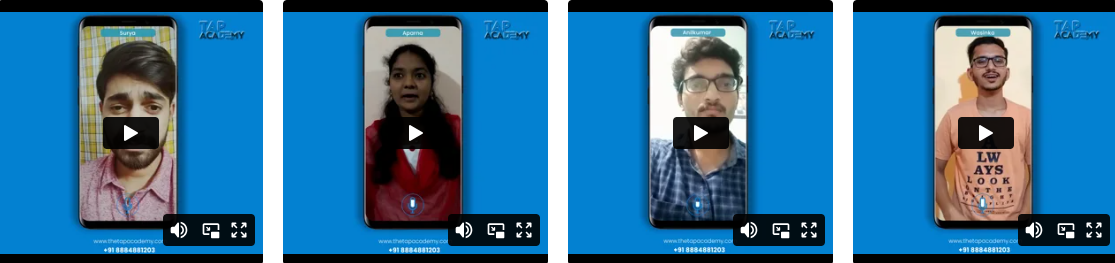 Surya
TAP
ACADEMY
www.thetapacademy.com
+91 8884881203
Aparna
TAP
ACADEMY
www.thetapacademy.com
+91 8884881203
Anilkumar
TAP
ACADEMY
www.thetapacademy.com
+91 8884881203
TAP
ACADEMY
LW
AYS
LOOK
ON THE
www.thetapacademy.com
+91 8884881203